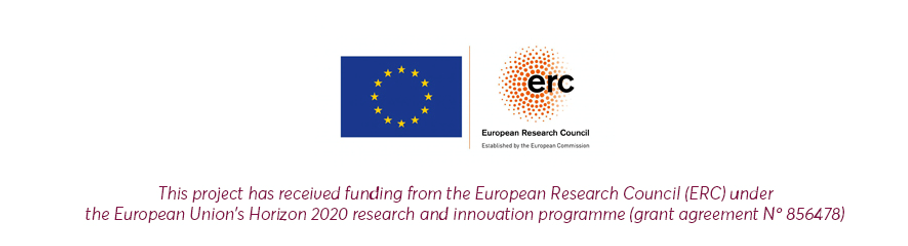 erc
European Research Council
Established by the European Commission
This project has received funding from the European Research Council (ERC) under
the European Union's Horizon 2020 research and innovation programme (grant agreement N° 856478)